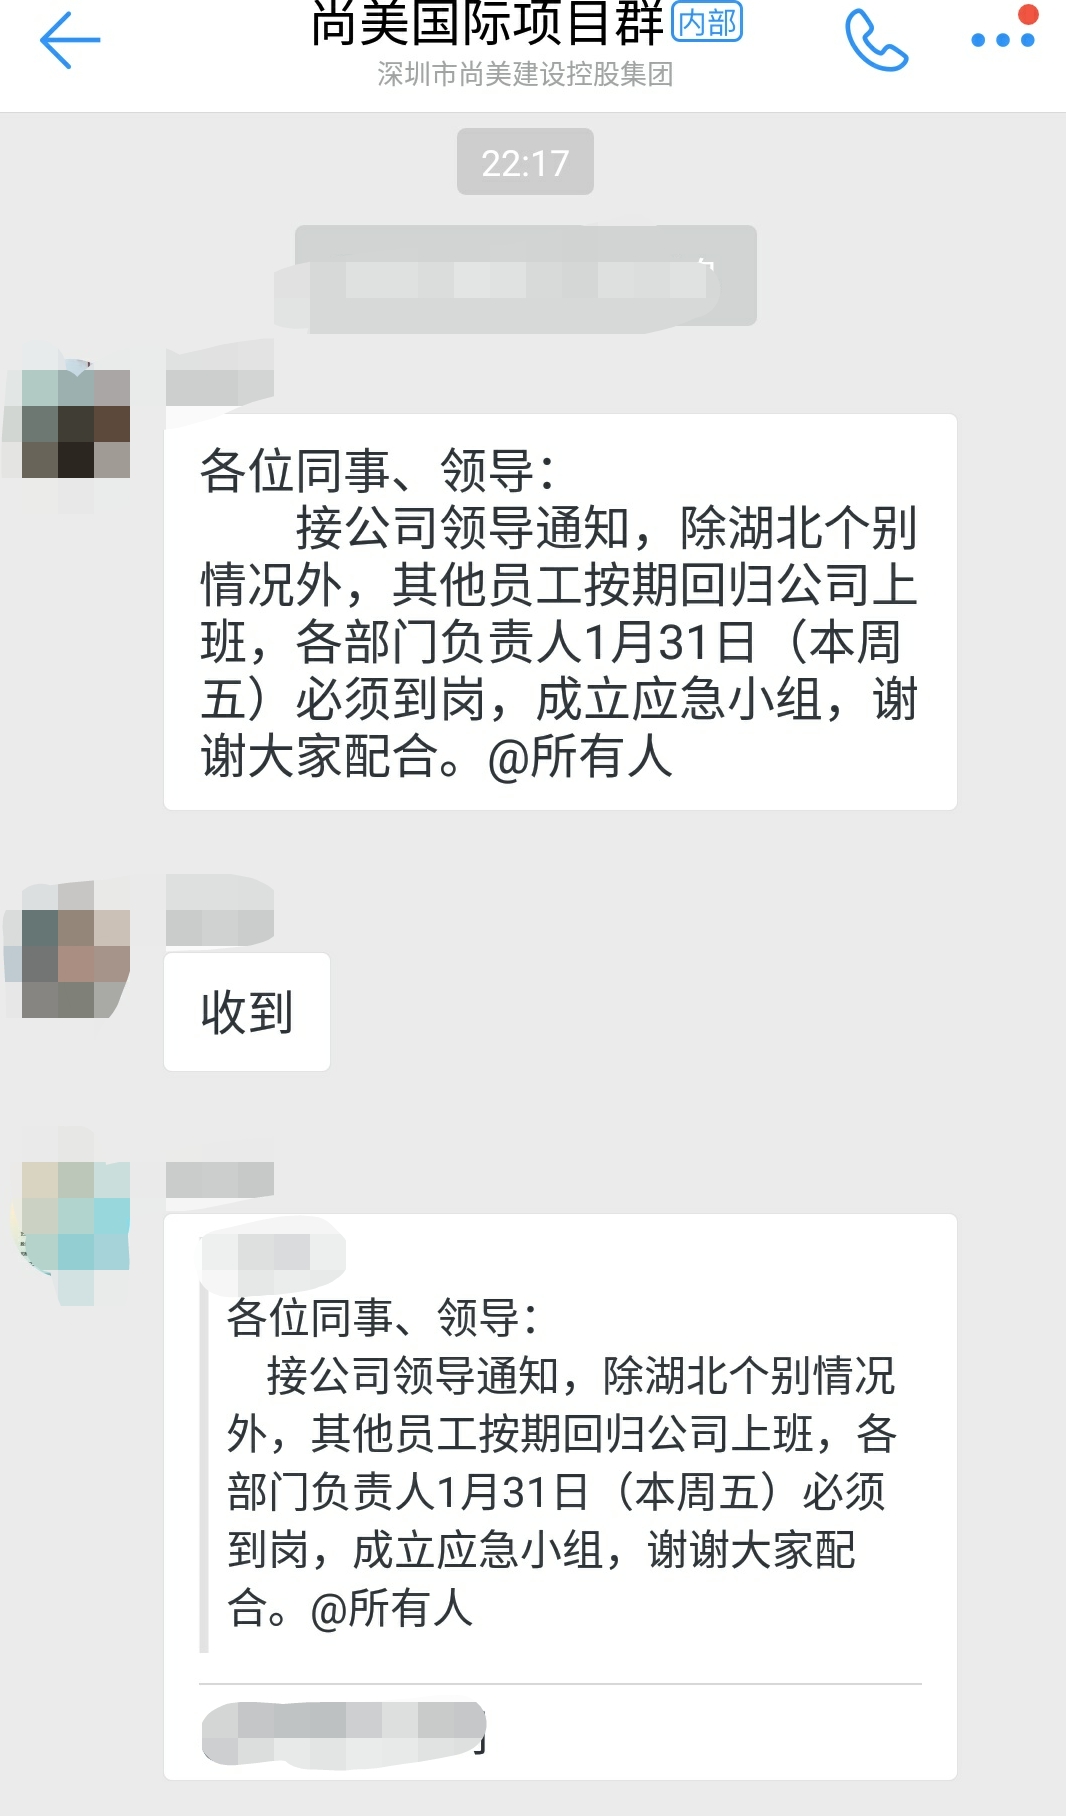 尚美国际项目群 内部
深圳市尚美建设控股集团
22:17
各位同事、领导：
接公司领导通知，除湖北个别
情况外，其他员工按期回归公司上
班，各部门负责人1月31日（本周
五）必须到岗，成立应急小组，谢
谢大家配合。@所有人
收到
各位同事、领导：
接公司领导通知，除湖北个别情况
外，其他员工按期回归公司上班，各
部门负责人1月31日（本周五）必须
到岗，成立应急小组，谢谢大家配
合。@所有人